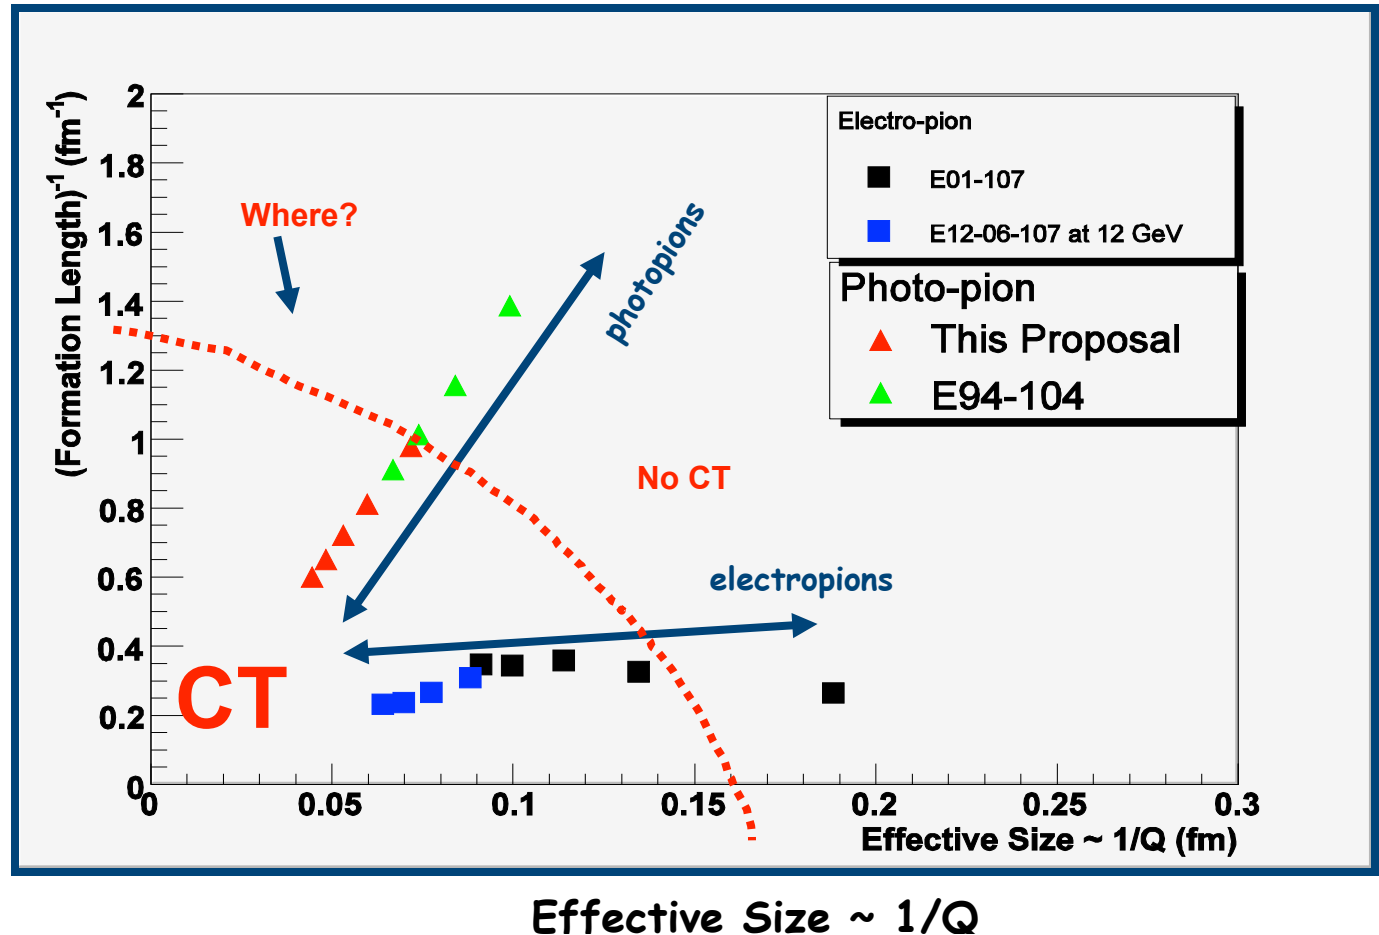 2
1.8
1.6
1.4
1.2
1
0.8
0.6
0.4
0.2
0
(Formation Length)-1 (fm-1)
Where?
photopions
Electro-pion
E01-107
E12-06-107 at 12 GeV
Photo-pion
This Proposal
E94-104
No CT
electropions
CT
0 0.05 0.1 0.15 0.2 0.25 0.3
Effective Size ~ 1/Q (fm)
Effective Size ~ 1/Q